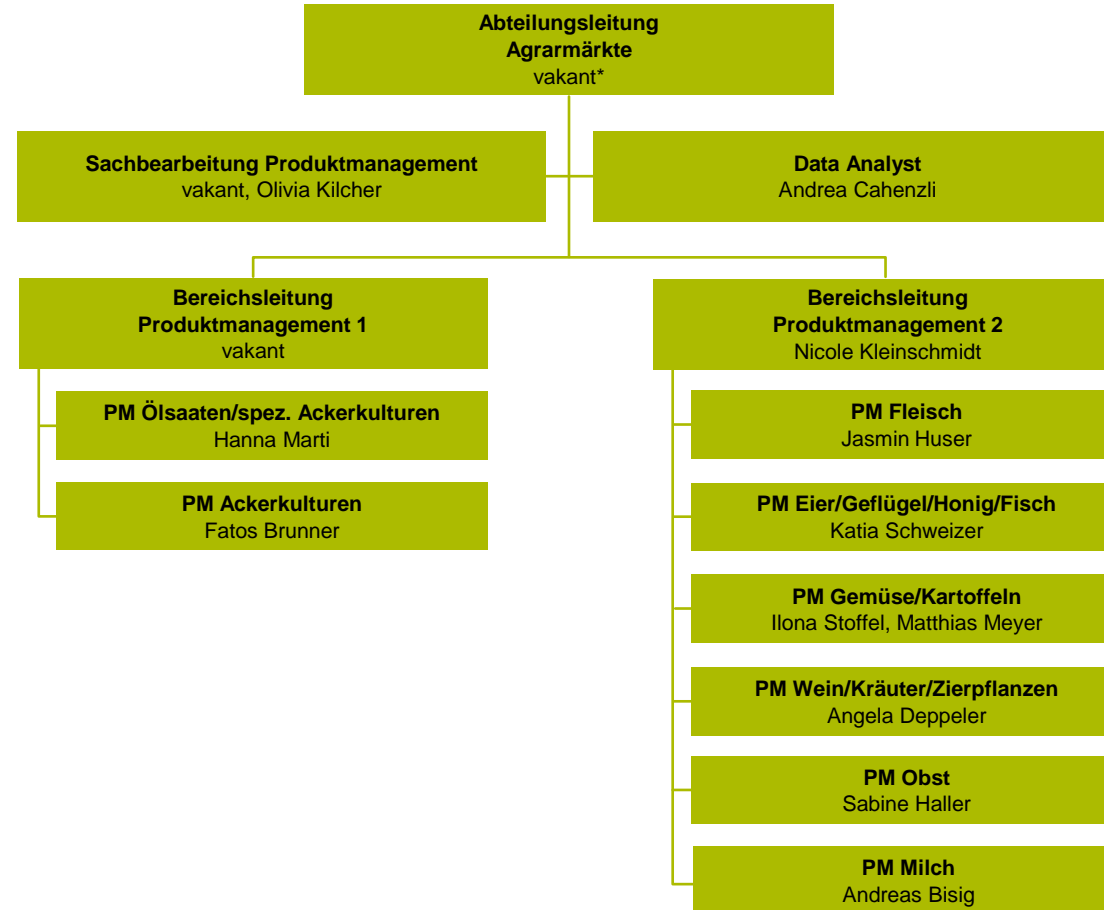 Abteilungsleitung
Agrarmärkte
vakant*
Sachbearbeitung Produktmanagement
vakant, Olivia Kilcher
Data Analyst
Andrea Cahenzli
Bereichsleitung
Produktmanagement 1
vakant
PM Ölsaaten/spez. Ackerkulturen
Hanna Marti
PM Ackerkulturen
Fatos Brunner
Bereichsleitung
Produktmanagement 2
Nicole Kleinschmidt
PM Fleisch
Jasmin Huser
PM Eier/Geflügel/Honig/Fisch
Katia Schweizer
PM Gemüse/Kartoffeln
Ilona Stoffel, Matthias Meyer
PM Wein/Kräuter/Zierpflanzen
Angela Deppeler
PM Obst
Sabine Haller
PM Milch
Andreas Bisig